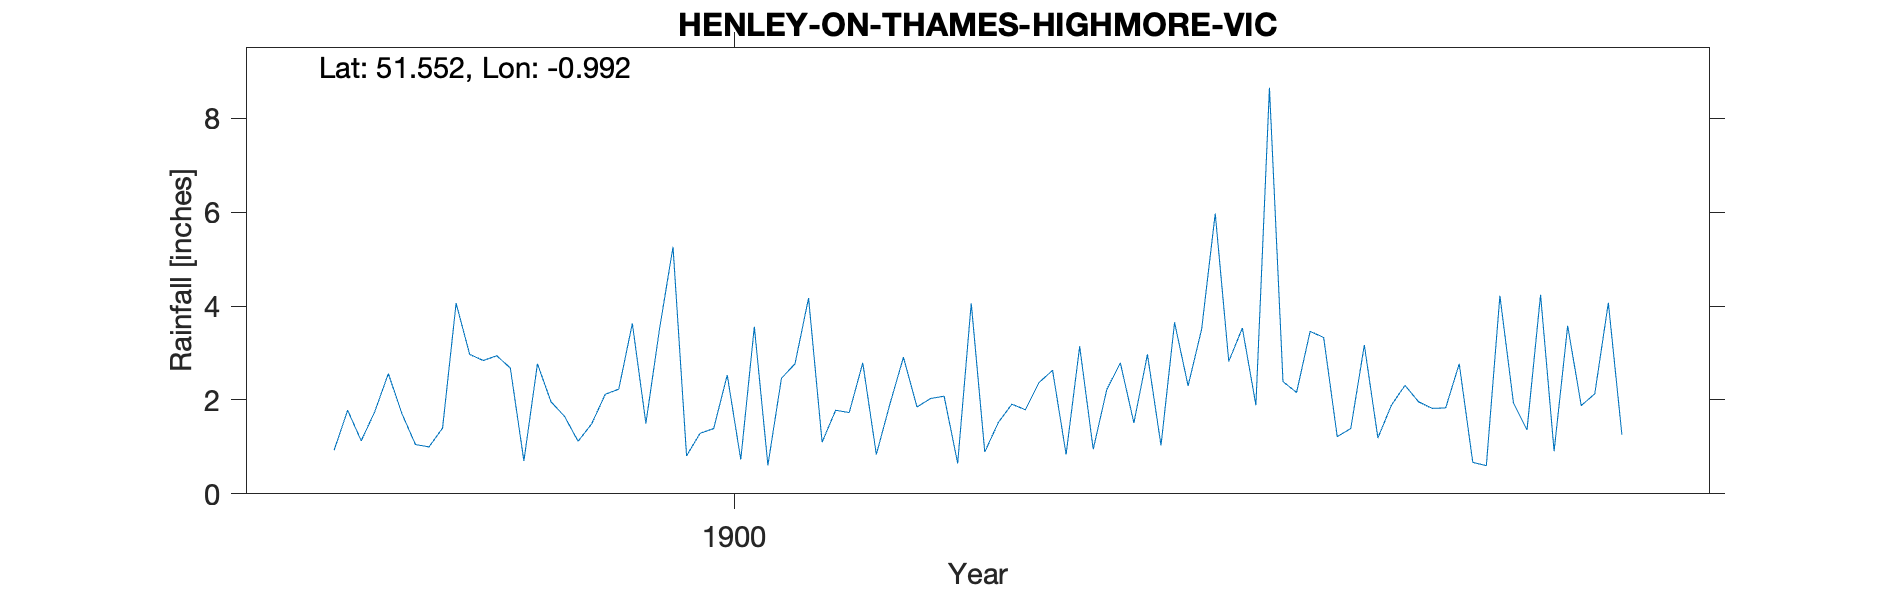 HENLEY-ON-THAMES-HIGHMORE-VIC
Lat: 51.552, Lon: -0.992
8
6
4
2
0
Rainfall [inches]
1900
Year